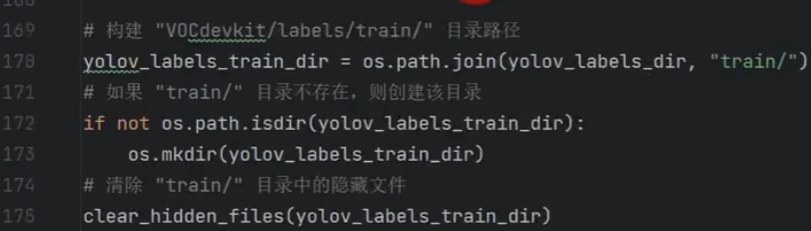 169 # 构建 "VOCdevkit/labels/train/" 目录路径
170 yolov_labels_train_dir = os.path.join(yolov_labels_dir, "train/")
171 # 如果 "train/" 目录不存在，则创建该目录
172 if not os.path.isdir(yolov_labels_train_dir):
173 os.mkdir(yolov_labels_train_dir)
174 # 清除 "train/" 目录中的隐藏文件
175 clear_hidden_files(yolov_labels_train_dir)